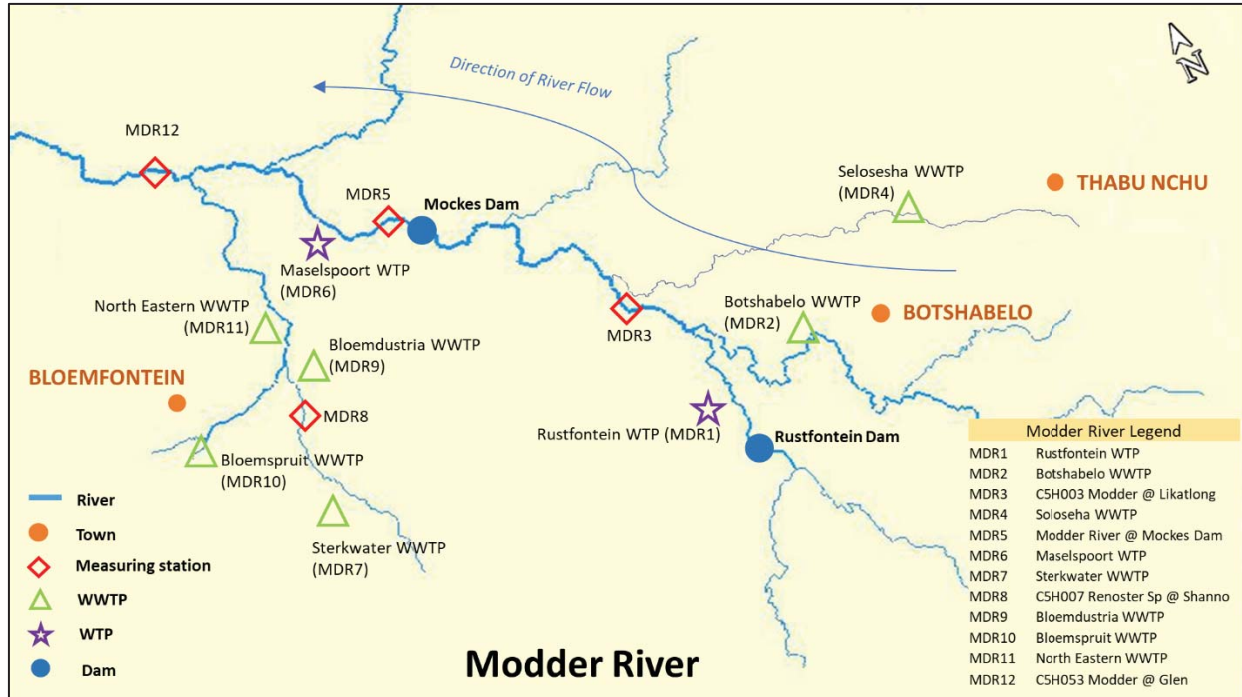 Direction of River Flow
N
MDR12
MDR5
Mockes Dam
Selosesha WWTP
(MDR4)
THABU NCHU
Maselspoort WTP
(MDR6)
North Eastern WWTP
(MDR11)
MDR3
Botshabelo WWTP
(MDR2)
BOTSHABELO
Bloemdustria WWTP
(MDR9)
BLOEMFONTEIN
MDR8
Rustfontein WTP (MDR1)
Rustfontein Dam
Bloemspruit WWTP
(MDR10)
Sterkwater WWTP
(MDR7)
River
Town
Measuring station
WWTP
WTP
Dam
Modder River
Modder River Legend
MDR1 Rustfontein WTP
MDR2 Botshabelo WWTP
MDR3 C5H003 Modder @ Likatlong
MDR4 Soloseha WWTP
MDR5 Modder River @ Mockes Dam
MDR6 Maselspoort WTP
MDR7 Sterkwater WWTP
MDR8 C5H007 Renoster Sp @ Shanno
MDR9 Bloemdustria WWTP
MDR10 Bloemspruit WWTP
MDR11 North Eastern WWTP
MDR12 C5H053 Modder @ Glen